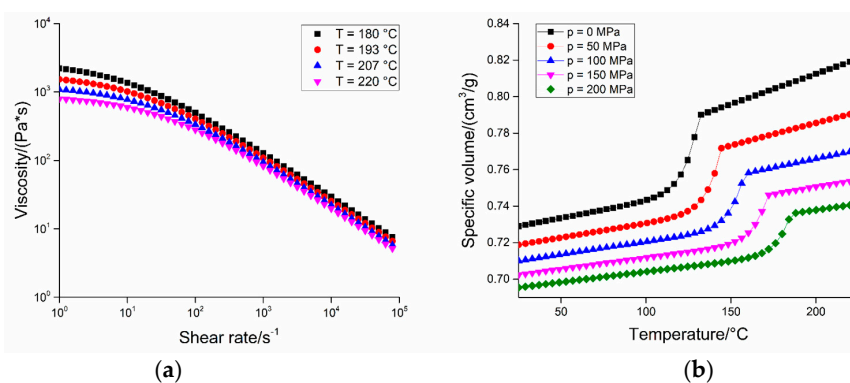 T = 180 °C
T = 193 °C
T = 207 °C
T = 220 °C
10⁴
10³
10²
10¹
10⁰
Viscosity/(Pa*s)
10⁰ 10¹ 10² 10³ 10⁴ 10⁵
Shear rate/s⁻¹
(a)
p = 0 MPa
p = 50 MPa
p = 100 MPa
p = 150 MPa
p = 200 MPa
0.84
0.82
0.80
0.78
0.76
0.74
0.72
0.70
Specific volume/(cm³/g)
50 100 150 200
Temperature/°C
(b)